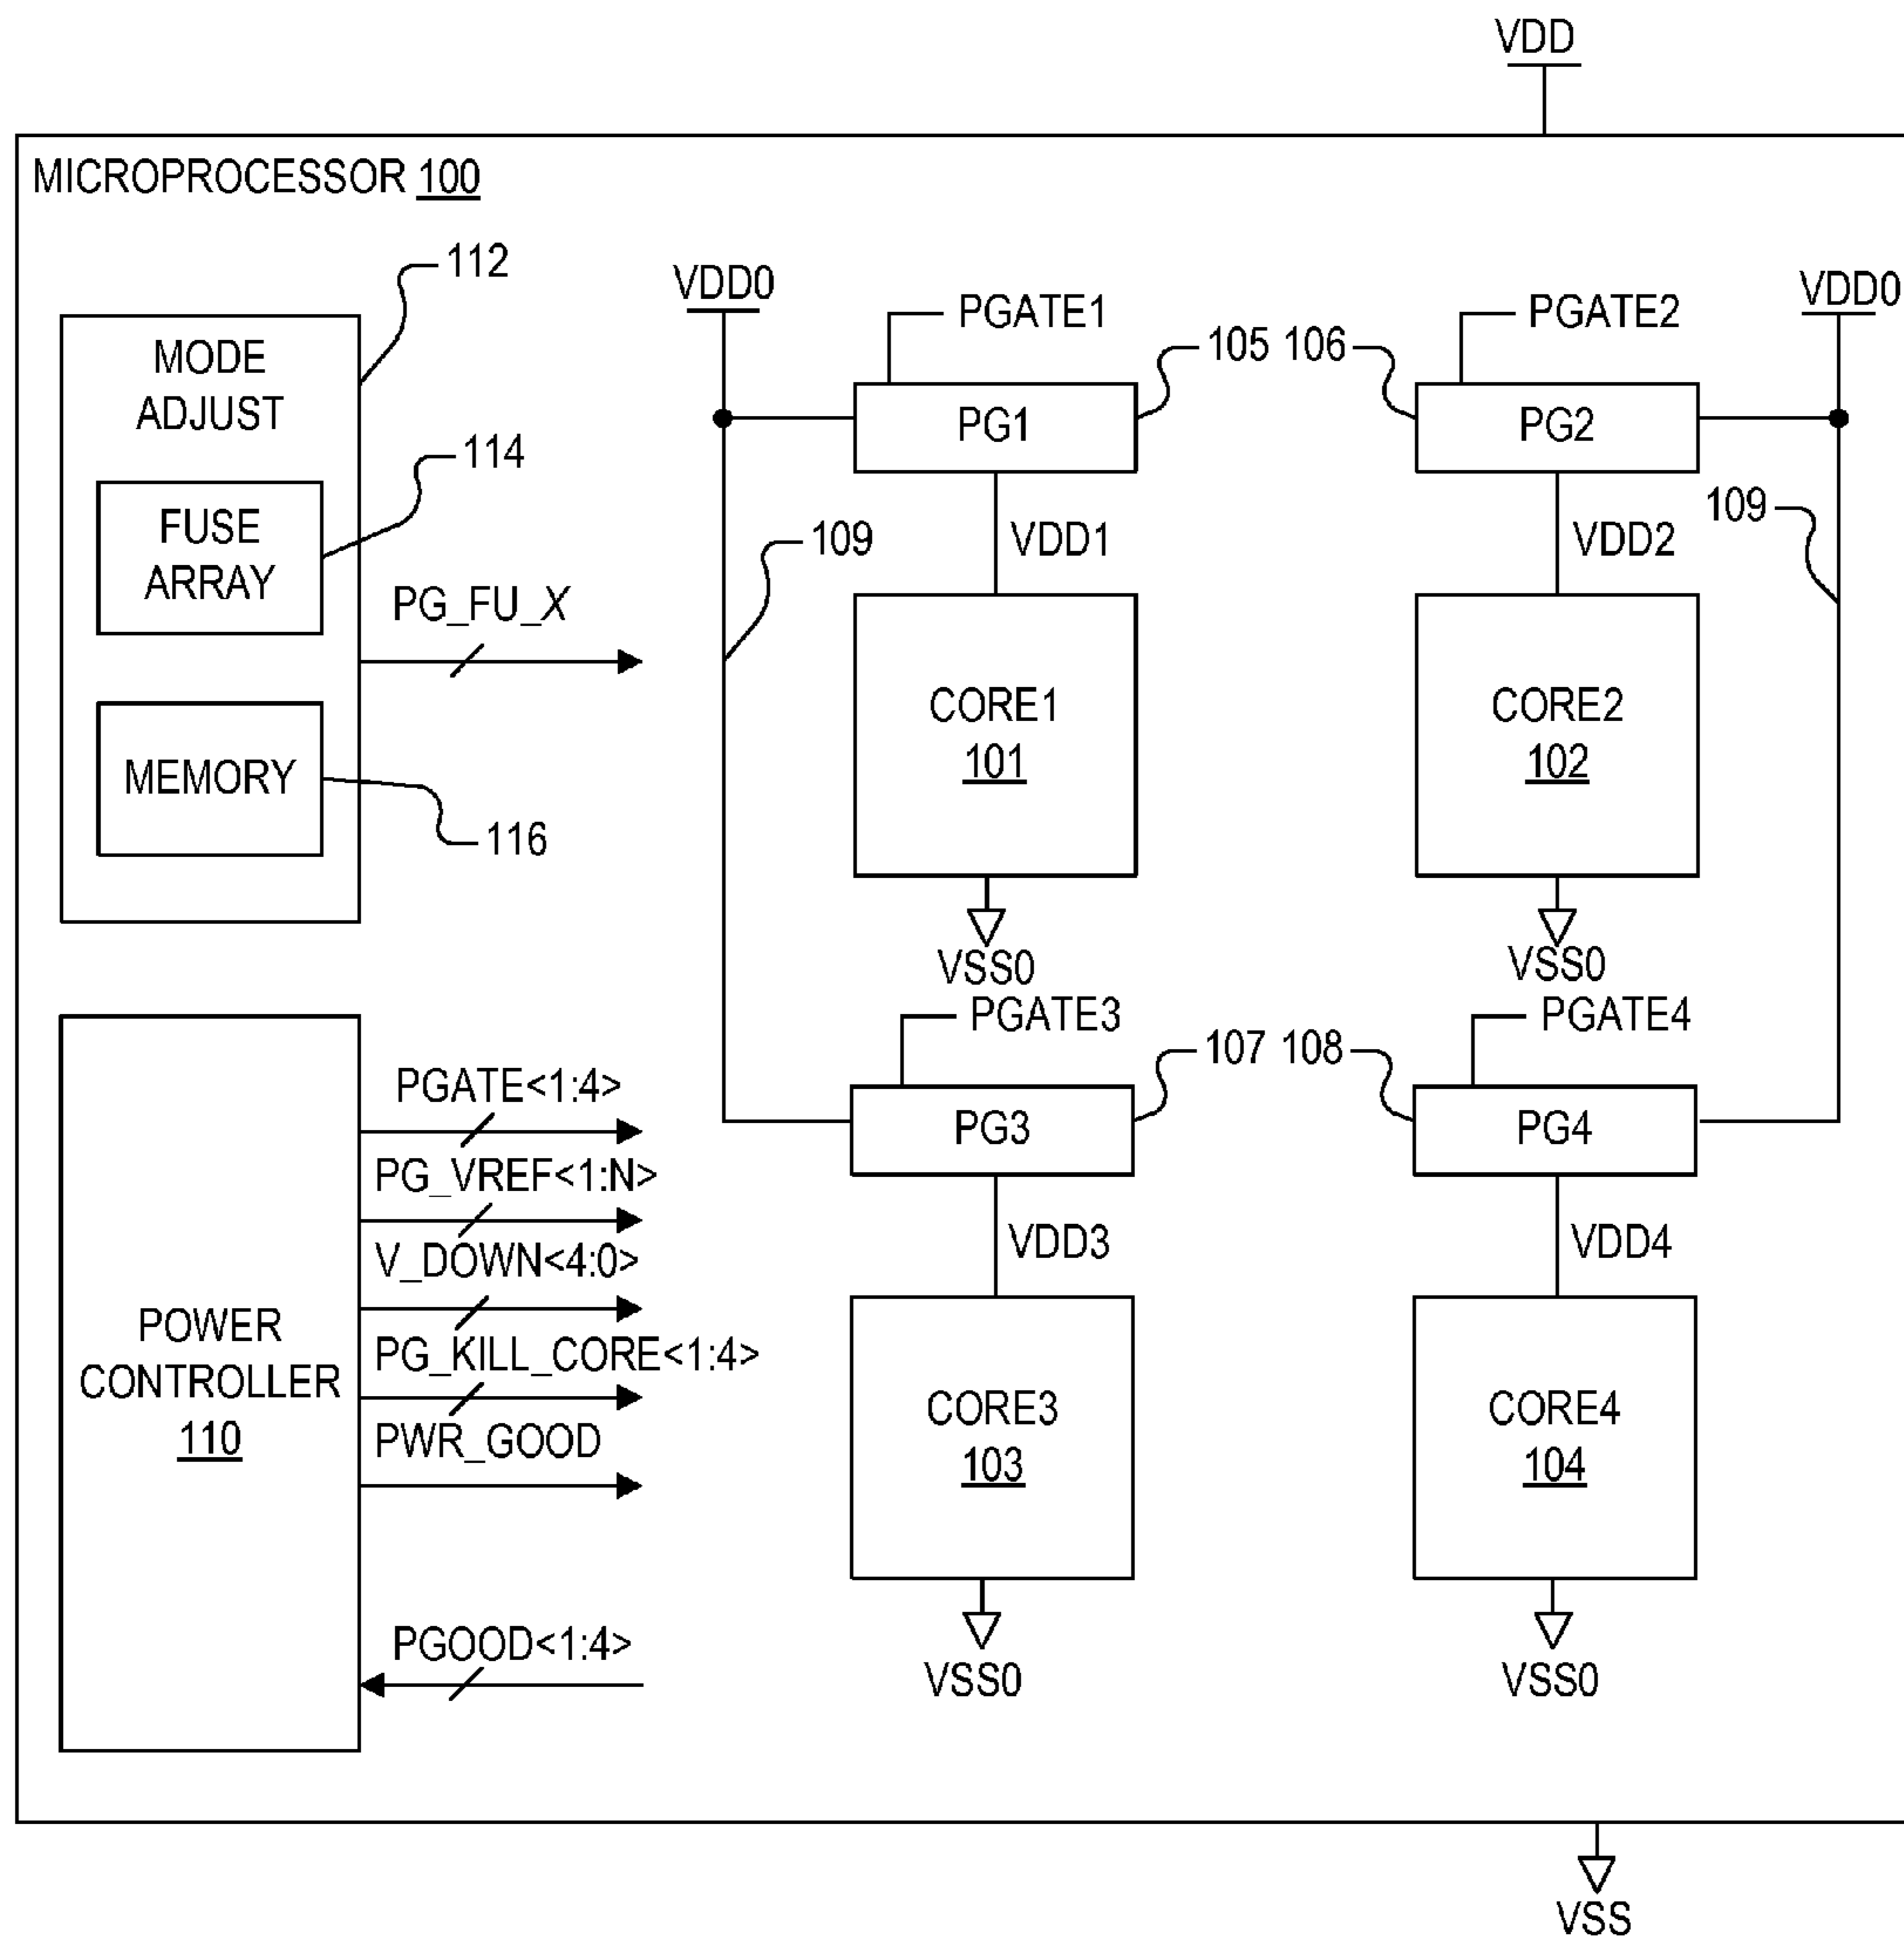 VDD
MICROPROCESSOR 100
112
MODE
ADJUST
114
FUSE
ARRAY
PG_FU_X
MEMORY
116
VDD0
PGATE1
105
PG1
109
VDD1
CORE1
101
VSS0
PGATE2
106
PG2
VDD0
109
VDD2
CORE2
102
VSS0
POWER
CONTROLLER
110
PGATE<1:4>
PG_VREF<1:N>
V_DOWN<4:0>
PG_KILL_CORE<1:4>
PWR_GOOD
PGOOD<1:4>
PGATE3
107
PG3
VDD3
CORE3
103
VSS0
PGATE4
108
PG4
VDD4
CORE4
104
VSS0
VSS